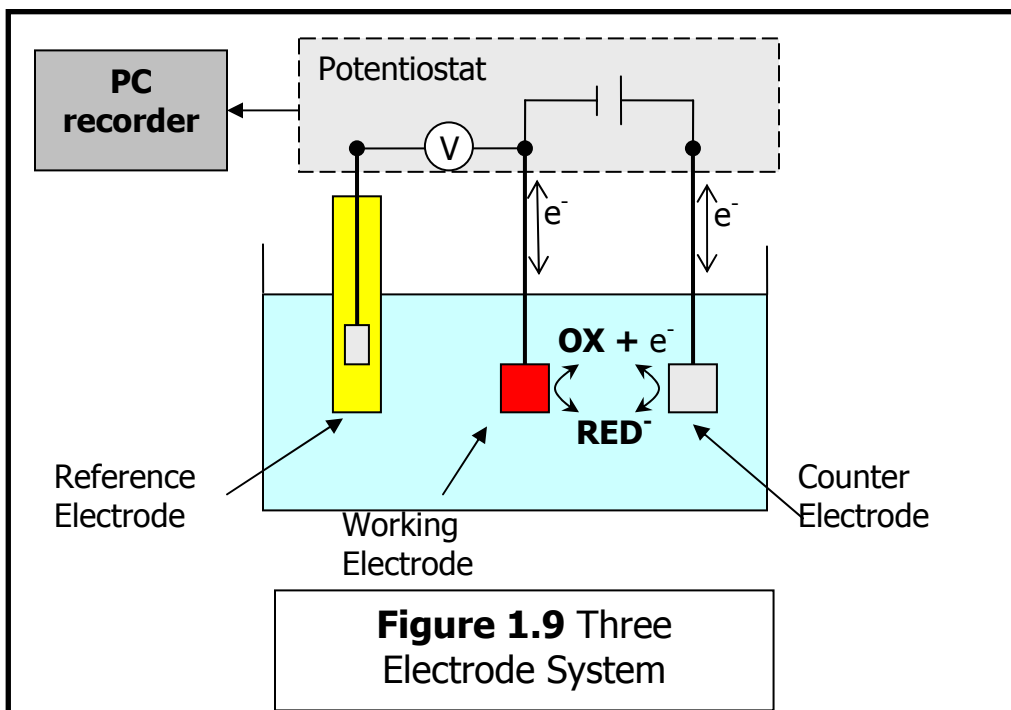 PC
recorder
Potentiostat
V
e⁻
e⁻
OX + e⁻
RED⁻
Reference
Electrode
Working
Electrode
Counter
Electrode
Figure 1.9 Three
Electrode System